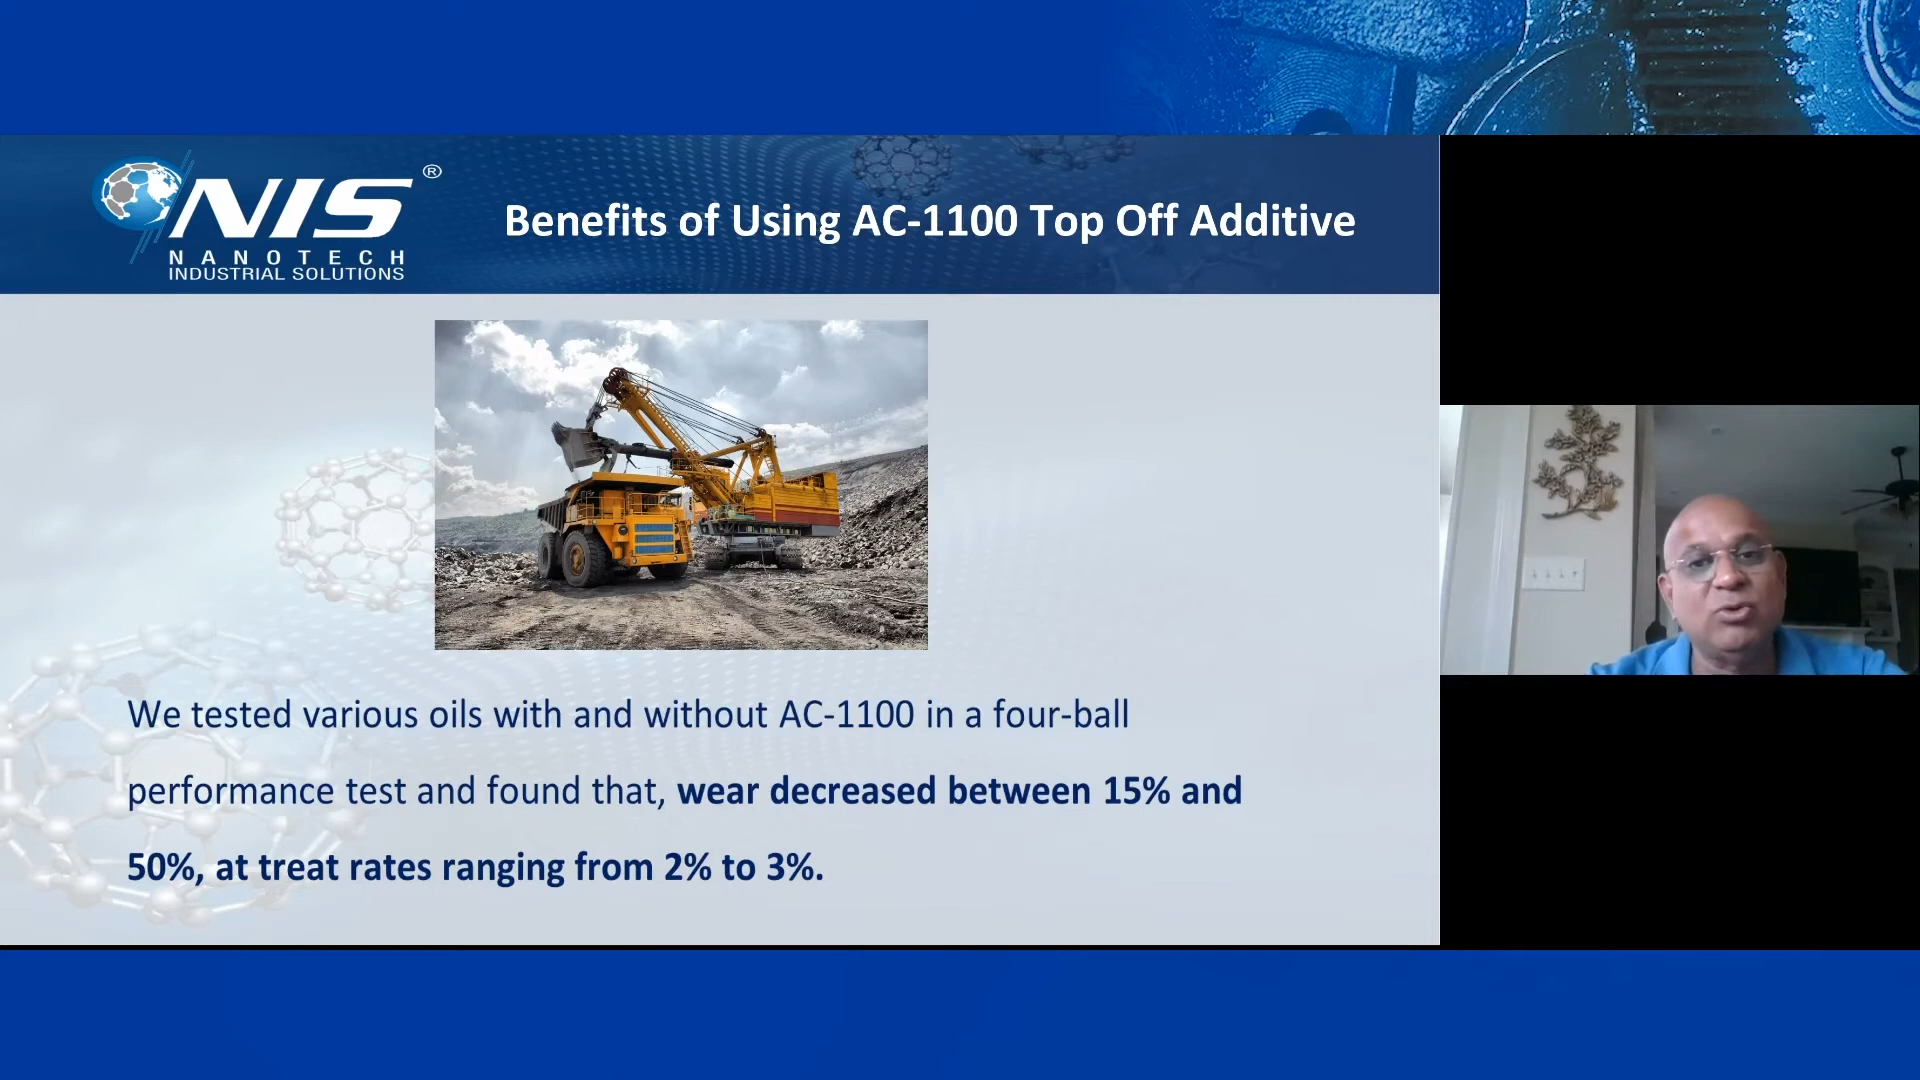 NIS®
NANOTECH
INDUSTRIAL SOLUTIONS
Benefits of Using AC-1100 Top Off Additive
We tested various oils with and without AC-1100 in a four-ball
performance test and found that, wear decreased between 15% and
50%, at treat rates ranging from 2% to 3%.